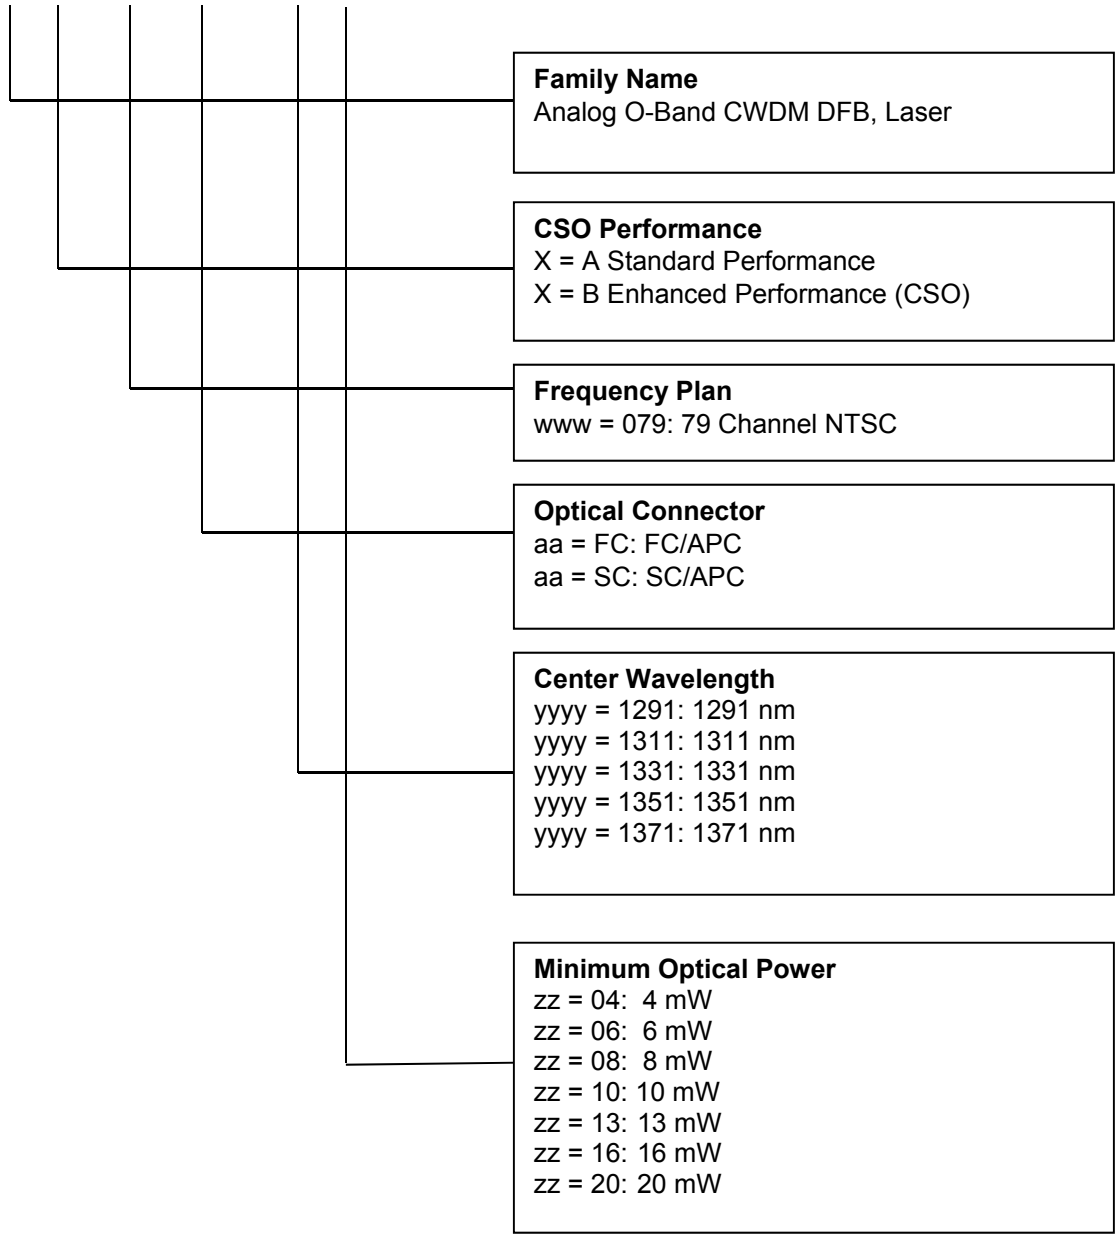 Family Name
Analog O-Band CWDM DFB, Laser
CSO Performance
X = A Standard Performance
X = B Enhanced Performance (CSO)
Frequency Plan
www = 079: 79 Channel NTSC
Optical Connector
aa = FC: FC/APC
aa = SC: SC/APC
Center Wavelength
yyyy = 1291: 1291 nm
yyyy = 1311: 1311 nm
yyyy = 1331: 1331 nm
yyyy = 1351: 1351 nm
yyyy = 1371: 1371 nm
Minimum Optical Power
zz = 04:  4 mW
zz = 06:  6 mW
zz = 08:  8 mW
zz = 10: 10 mW
zz = 13: 13 mW
zz = 16: 16 mW
zz = 20: 20 mW